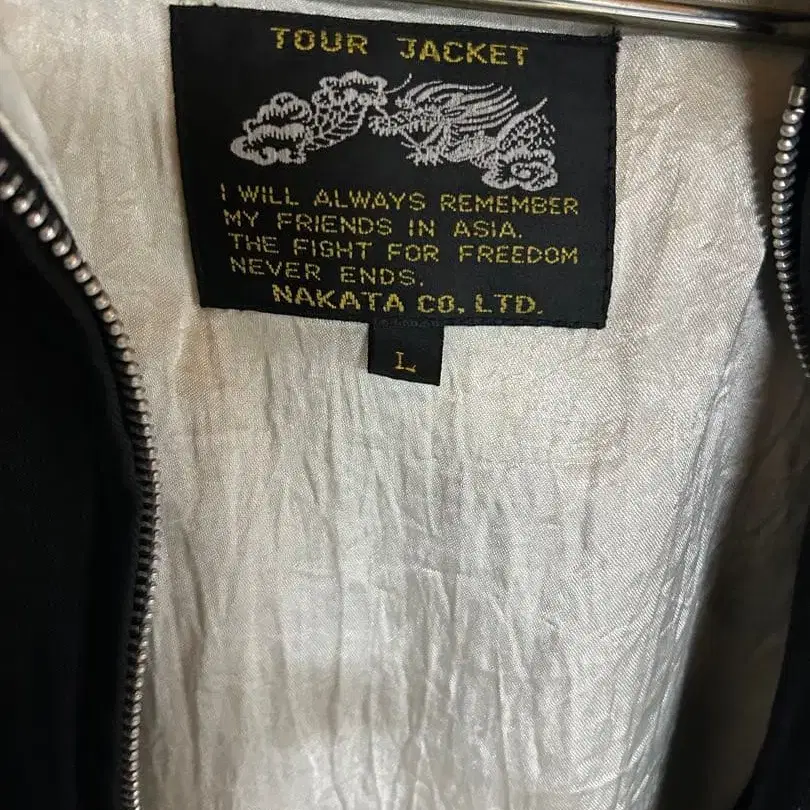 TOUR JACKET
I WILL ALWAYS REMEMBER
MY FRIENDS IN ASIA.
THE FIGHT FOR FREEDOM
NEVER ENDS.
NAKATA CO, LTD.
L